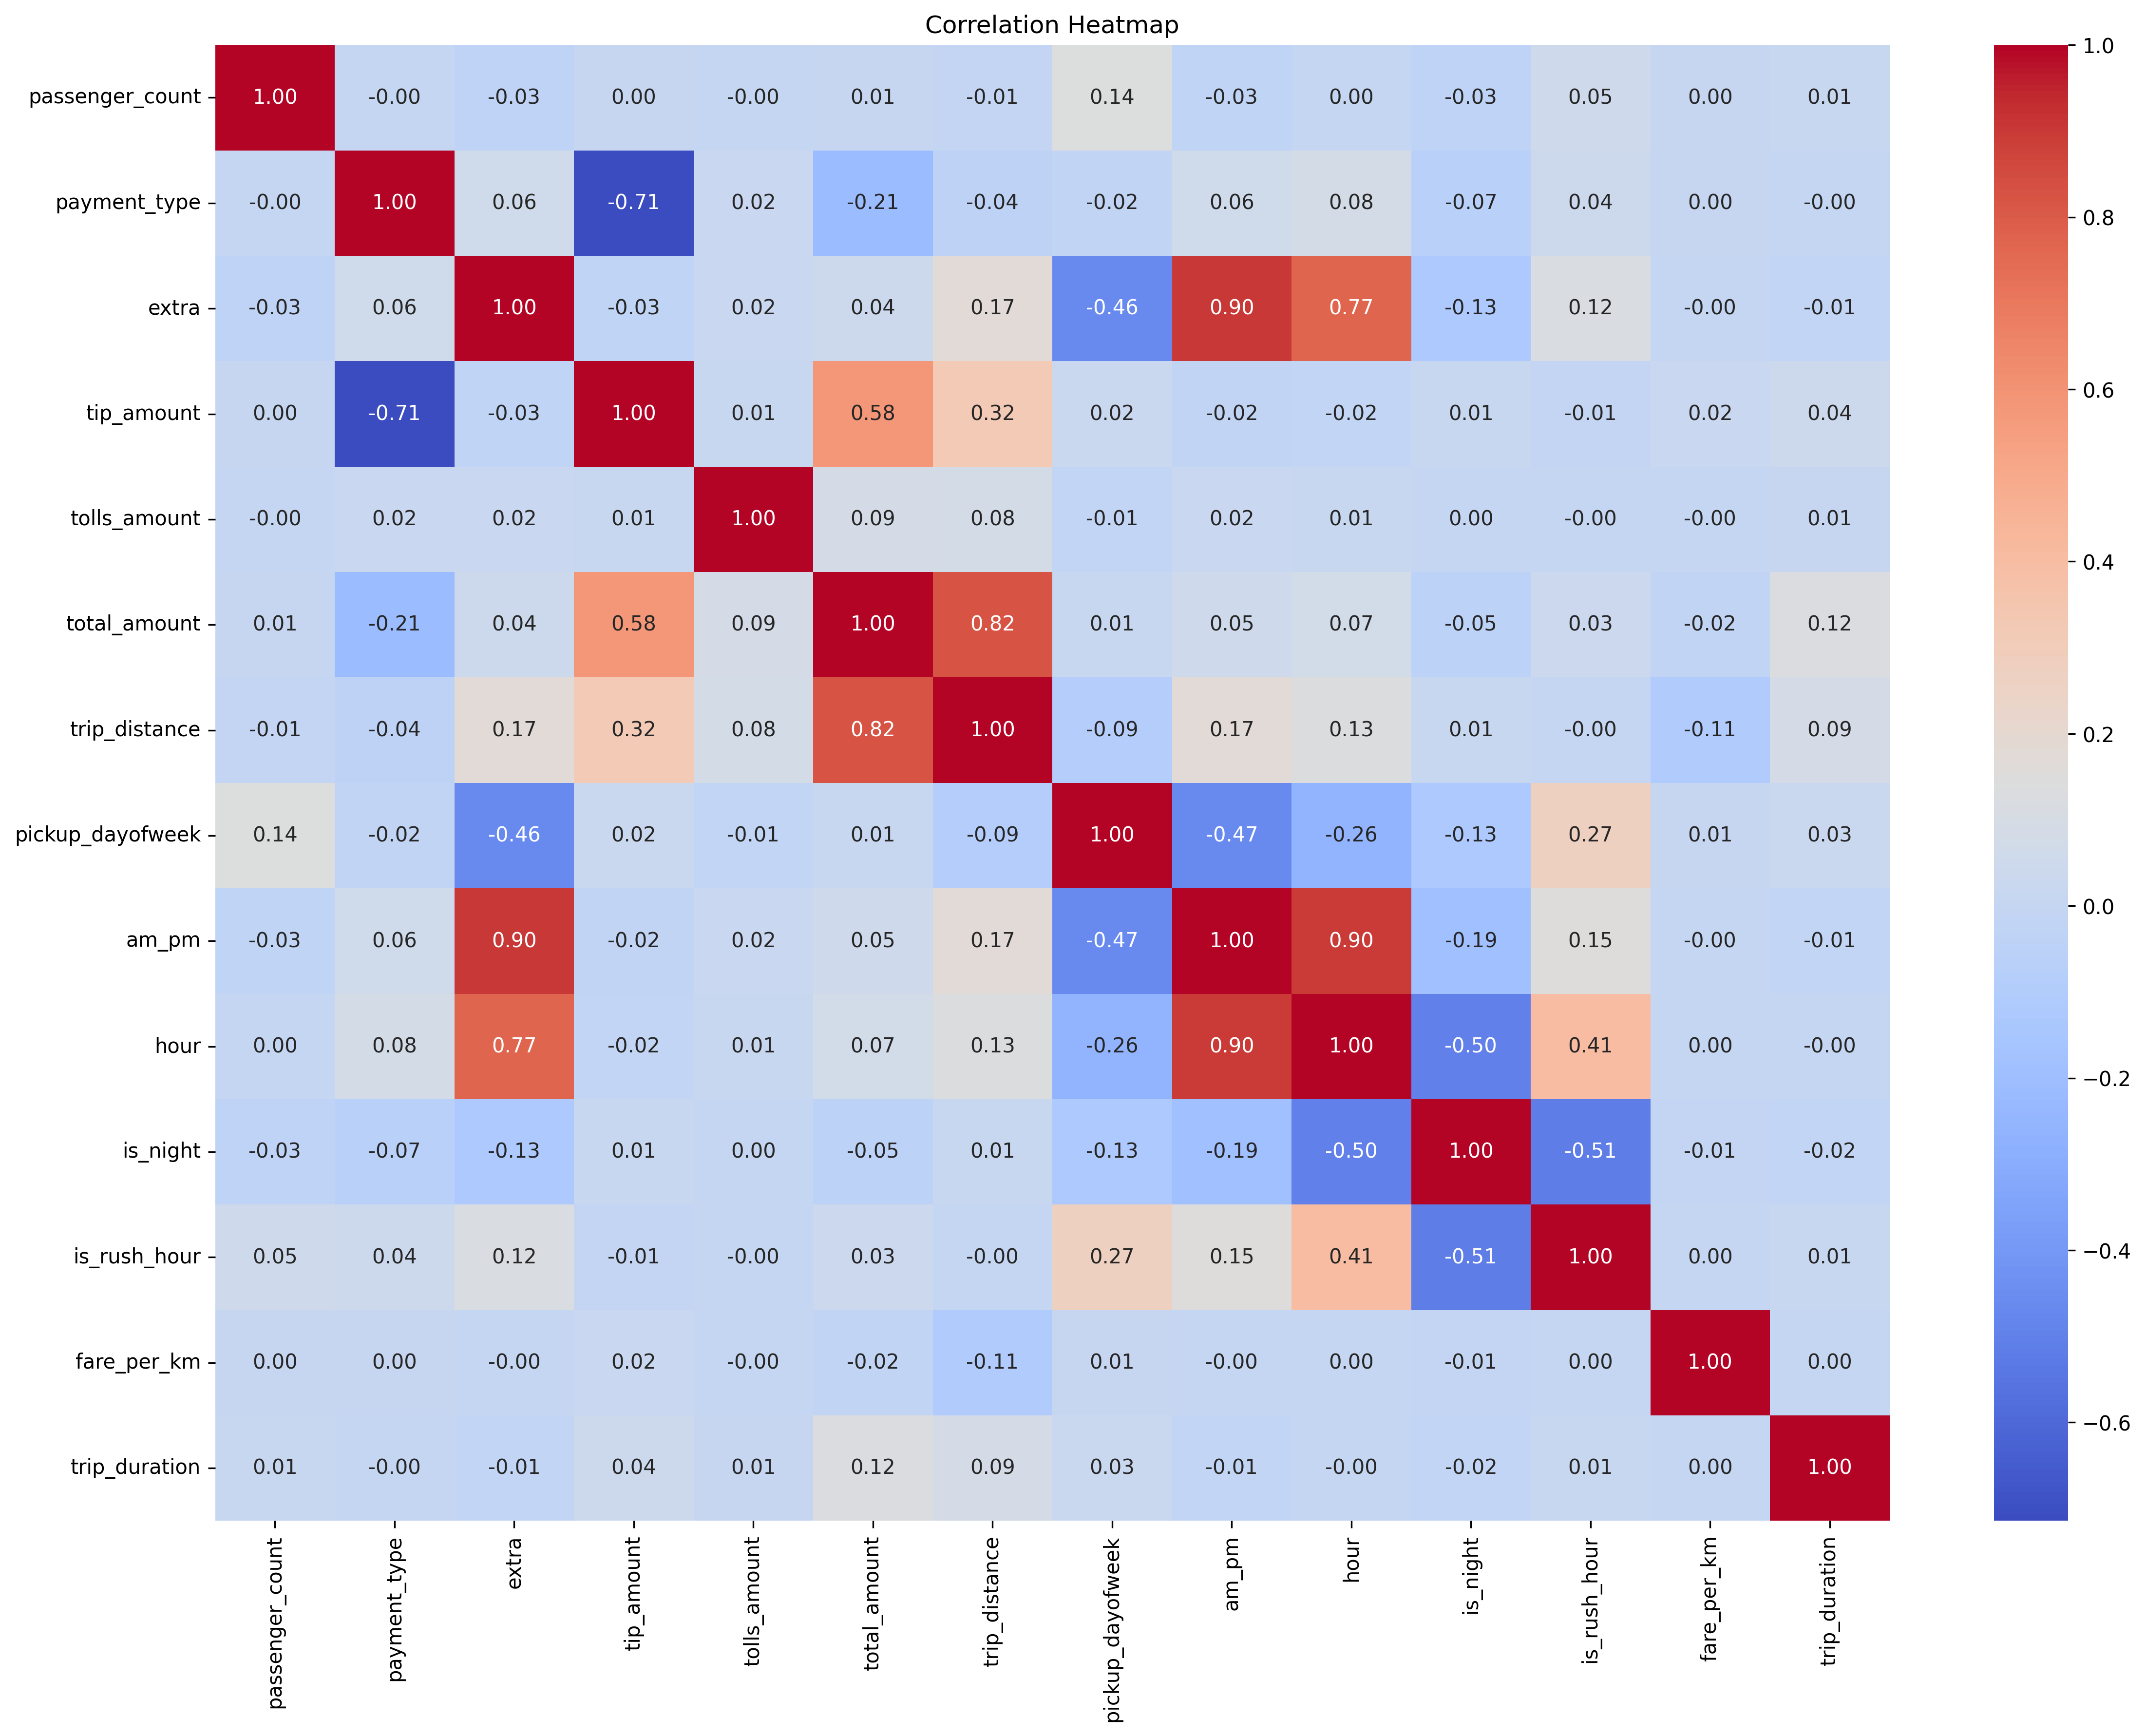 Correlation Heatmap
passenger_count 1.00 -0.00 -0.03 0.00 -0.00 0.01 -0.01 0.14 -0.03 0.00 -0.03 0.05 0.00 0.01
payment_type -0.00 1.00 0.06 -0.71 0.02 -0.21 -0.04 -0.02 0.06 0.08 -0.07 0.04 0.00 -0.00
extra -0.03 0.06 1.00 -0.03 0.02 0.04 0.17 -0.46 0.90 0.77 -0.13 0.12 -0.00 -0.01
tip_amount 0.00 -0.71 -0.03 1.00 0.01 0.58 0.32 0.02 -0.02 -0.02 0.01 -0.01 0.02 0.04
tolls_amount -0.00 0.02 0.02 0.01 1.00 0.09 0.08 -0.01 0.02 0.01 0.00 -0.00 -0.00 0.01
total_amount 0.01 -0.21 0.04 0.58 0.09 1.00 0.82 0.01 0.05 0.07 -0.05 0.03 -0.02 0.12
trip_distance -0.01 -0.04 0.17 0.32 0.08 0.82 1.00 -0.09 0.17 0.13 0.01 -0.00 -0.11 0.09
pickup_dayofweek 0.14 -0.02 -0.46 0.02 -0.01 0.01 -0.09 1.00 -0.47 -0.26 -0.13 0.27 0.01 0.03
am_pm -0.03 0.06 0.90 -0.02 0.02 0.05 0.17 -0.47 1.00 0.90 -0.19 0.15 -0.00 -0.01
hour 0.00 0.08 0.77 -0.02 0.01 0.07 0.13 -0.26 0.90 1.00 -0.50 0.41 0.00 -0.00
is_night -0.03 -0.07 -0.13 0.01 0.00 -0.05 0.01 -0.13 -0.19 -0.50 1.00 -0.51 -0.01 -0.02
is_rush_hour 0.05 0.04 0.12 -0.01 -0.00 0.03 -0.00 0.27 0.15 0.41 -0.51 1.00 0.00 0.01
fare_per_km 0.00 0.00 -0.00 0.02 -0.00 -0.02 -0.11 0.01 -0.00 0.00 -0.01 0.00 1.00 0.00
trip_duration 0.01 -0.00 -0.01 0.04 0.01 0.12 0.09 0.03 -0.01 -0.00 -0.02 0.01 0.00 1.00
passenger_count
payment_type
extra
tip_amount
tolls_amount
total_amount
trip_distance
pickup_dayofweek
am_pm
hour
is_night
is_rush_hour
fare_per_km
trip_duration
1.0
0.8
0.6
0.4
0.2
0.0
−0.2
−0.4
−0.6